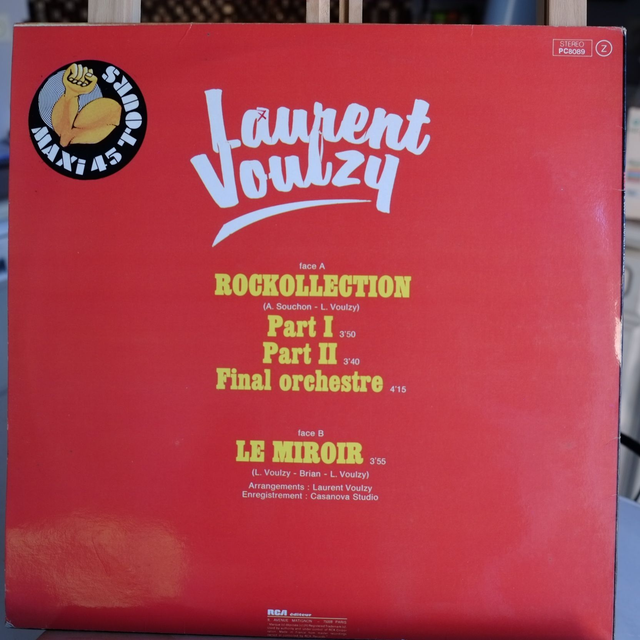 MAXI 45 TOURS
STEREO
PC8089
Z
Laurent
Voulzy
face A
ROCKOLLECTION
(A. Souchon - L. Voulzy)
Part I 3'50
Part II 3'40
Final orchestre 4'15
face B
LE MIROIR 3'55
(L. Voulzy - Brian - L. Voulzy)
Arrangements : Laurent Voulzy
Enregistrement : Casanova Studio
RCA éditeur